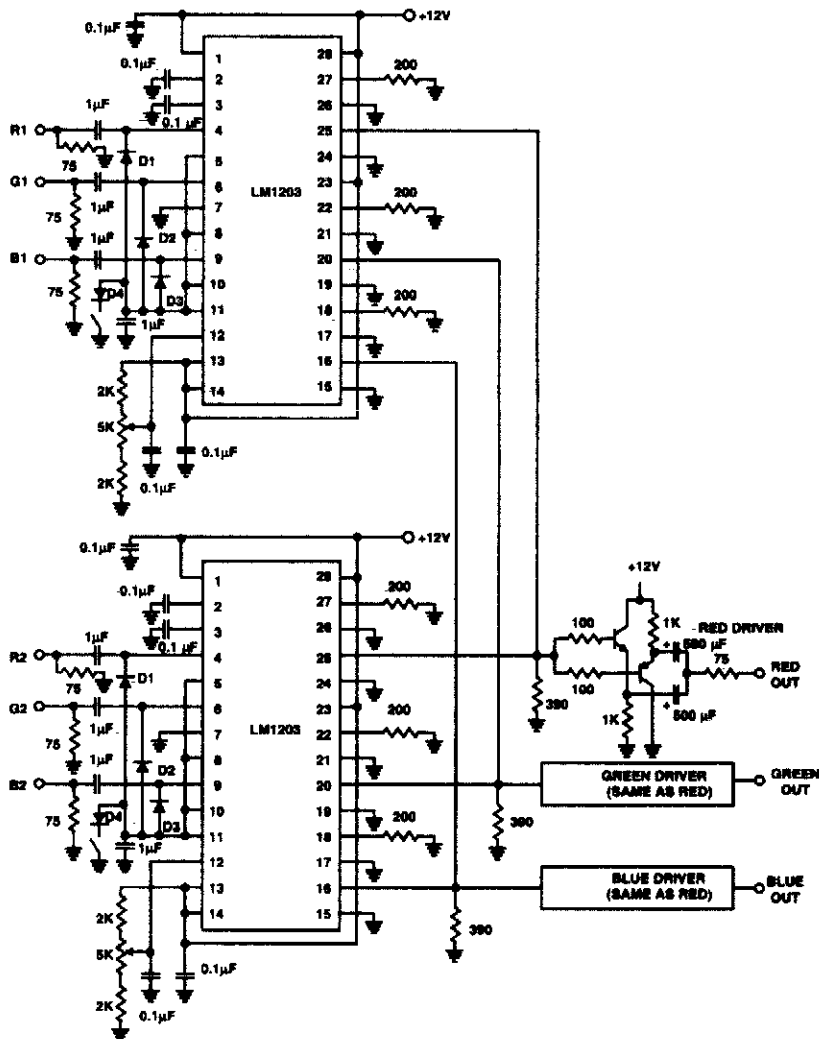 0.1µF
+12V
1
28
200
0.1µF
2
27
3
26
1µF
0.1 µF
R1
4
25
D1
75
5
24
G1
6
23
LM1203
200
75
1µF
7
22
1µF
D2
8
21
B1
9
20
10
19
200
75
D4
D3
11
18
1µF
12
17
13
16
2K
14
15
5K
0.1µF
2K
0.1µF
0.1µF
+12V
1
28
200
0.1µF
2
27
3
26
1µF
0.1 µF
R2
4
25
D1
75
5
24
G2
6
23
LM1203
200
75
1µF
7
22
1µF
D2
8
21
B2
9
20
10
19
200
75
D4
D3
11
18
1µF
12
17
13
16
2K
14
15
5K
0.1µF
2K
0.1µF
+12V
100
1K
RED DRIVER
+ 500 µF
75
RED OUT
100
390
1K
+
500 µF
GREEN DRIVER
(SAME AS RED)
GREEN OUT
390
BLUE DRIVER
(SAME AS RED)
BLUE OUT
390